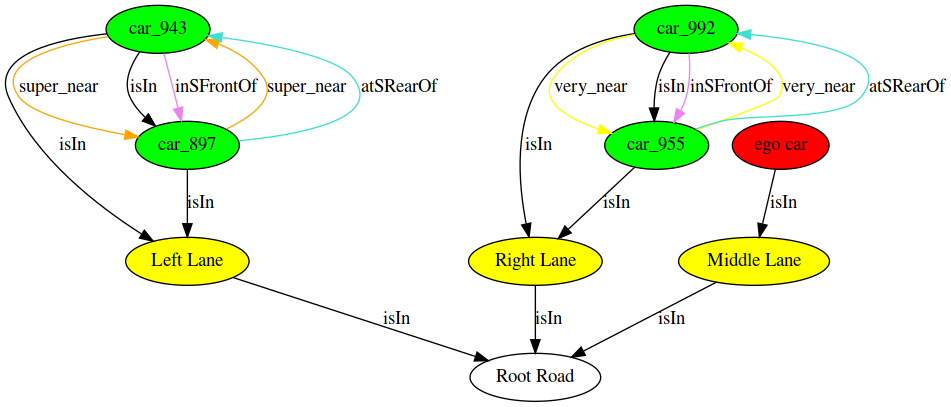 car_943
car_992
super_near
isIn
inSFrontOf
super_near
atSRearOf
very_near
isIn
inSFrontOf
very_near
atSRearOf
isIn
car_897
isIn
car_955
ego car
isIn
isIn
isIn
Left Lane
Right Lane
Middle Lane
isIn
isIn
isIn
Root Road